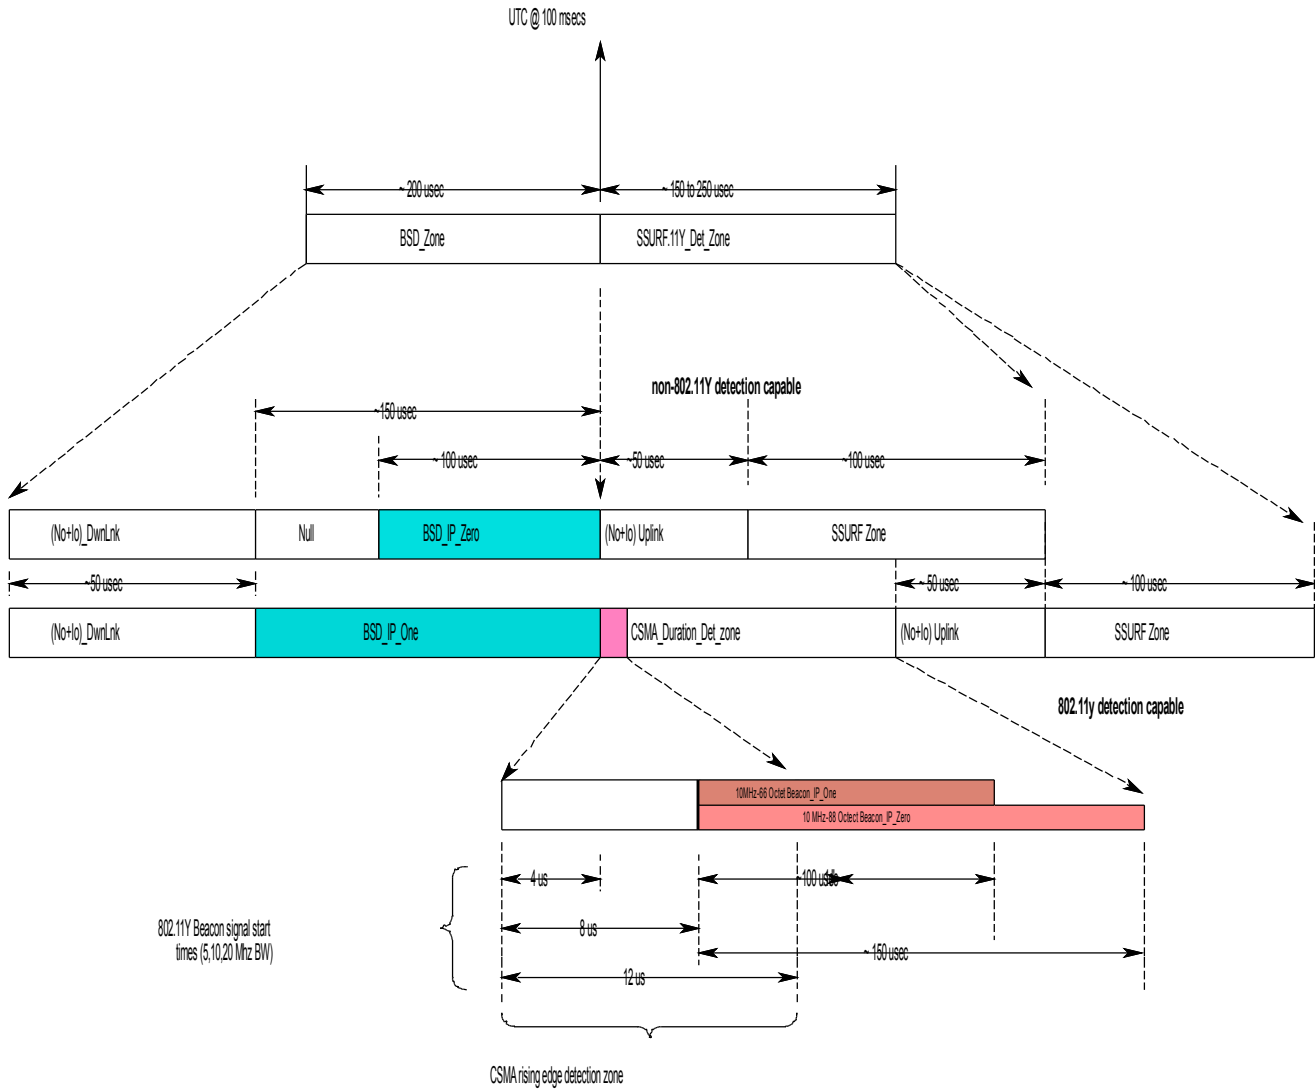 UTC @ 100 msecs
~ 200 usec
~ 150 to 250 usec
BSD_Zone
SSURF.11Y_Det_Zone
non-802.11Y detection capable
~150 usec
~ 100 usec
~50 usec
~100 usec
(No+Io)_DwnLnk
Null
BSD_IP_Zero
(No+Io) Uplink
SSURF Zone
~50 usec
~ 50 usec
~ 100 usec
(No+Io)_DwnLnk
BSD_IP_One
CSMA_Duration_Det_zone
(No+Io) Uplink
SSURF Zone
802.11y detection capable
10MHz-66 Octet Beacon_IP_One
10 MHz-88 Octect Beacon_IP_Zero
4 us
~100
8 us
802.11Y Beacon signal start
times (5,10,20 Mhz BW)
~ 150usec
12 us
CSMA rising edge detection zone